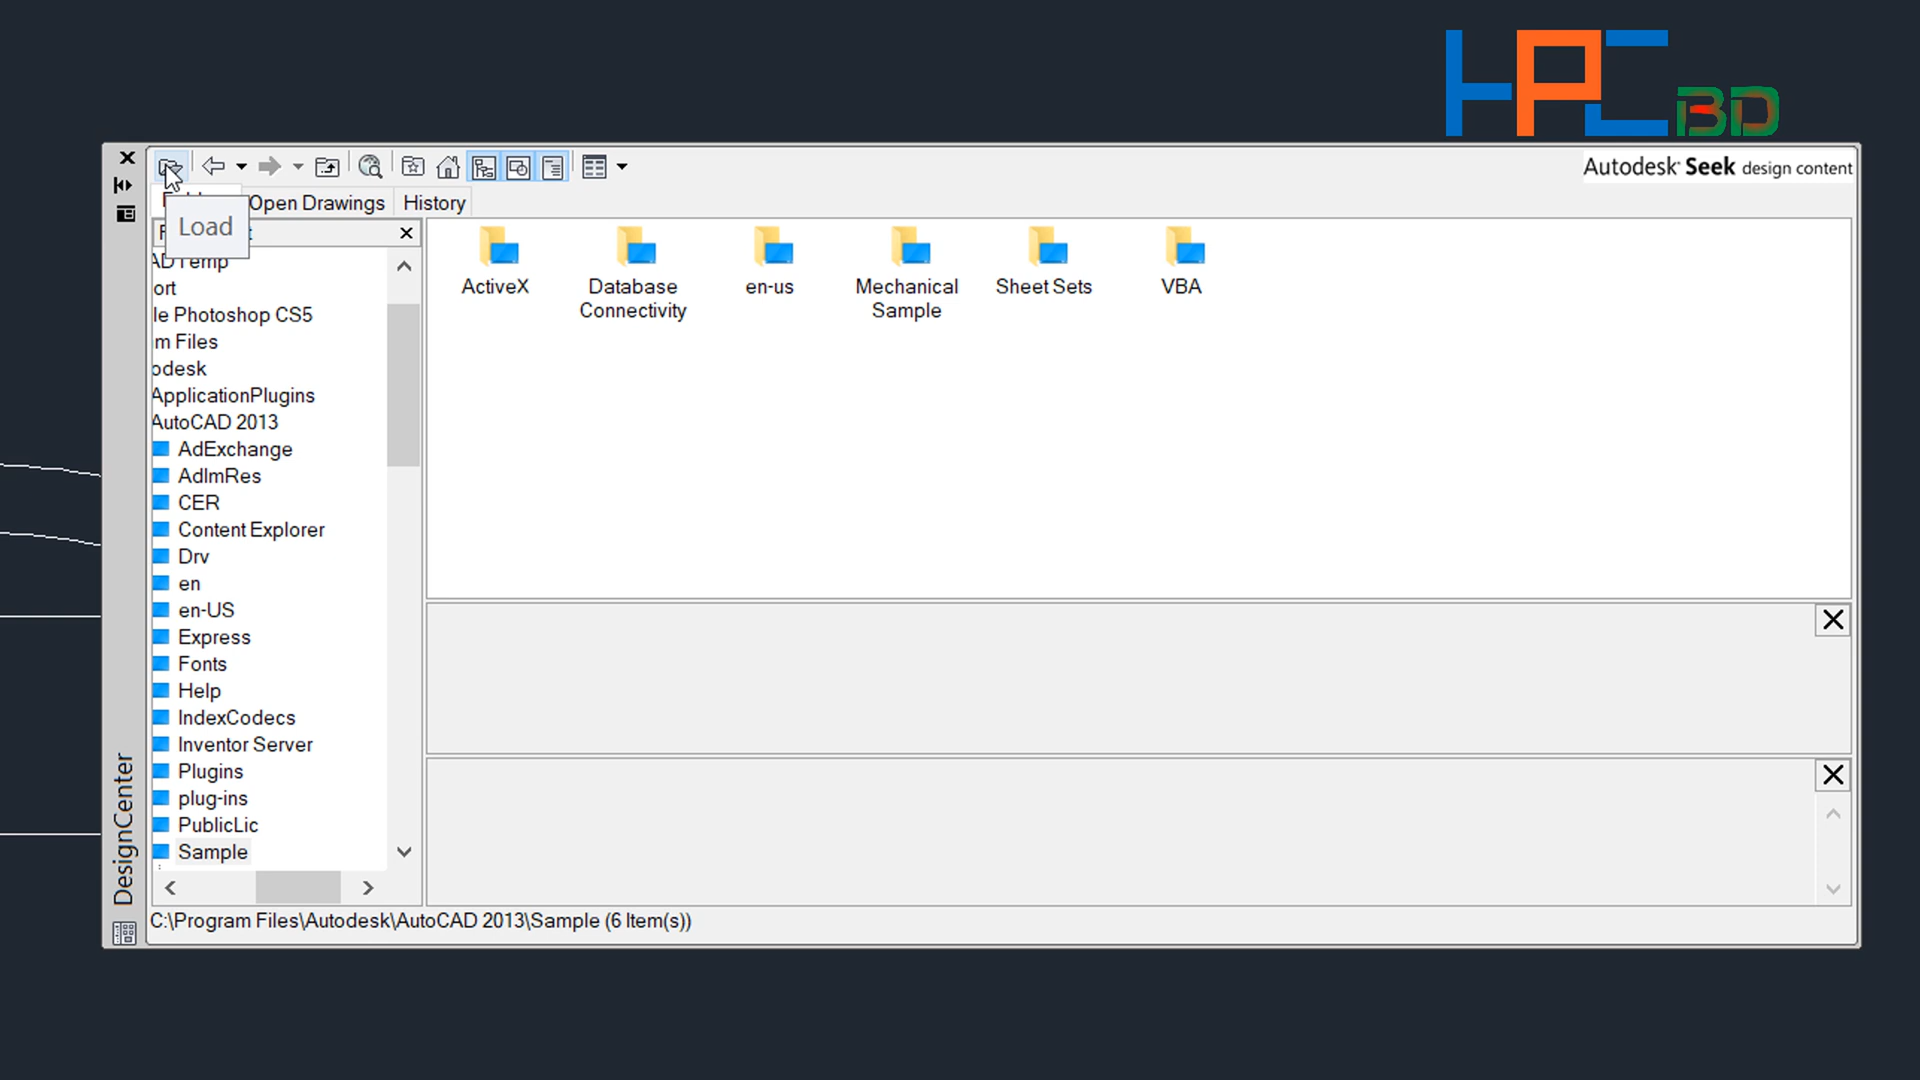 HPC BD
Autodesk Seek design content
Open Drawings
History
Load
ADTemp
ort
le Photoshop CS5
m Files
odesk
ApplicationPlugins
AutoCAD 2013
AdExchange
AdlmRes
CER
Content Explorer
Drv
en
en-US
Express
Fonts
Help
IndexCodecs
Inventor Server
Plugins
plug-ins
PublicLic
Sample
ActiveX
Database
Connectivity
en-us
Mechanical
Sample
Sheet Sets
VBA
DesignCenter
C:\Program Files\Autodesk\AutoCAD 2013\Sample (6 Item(s))